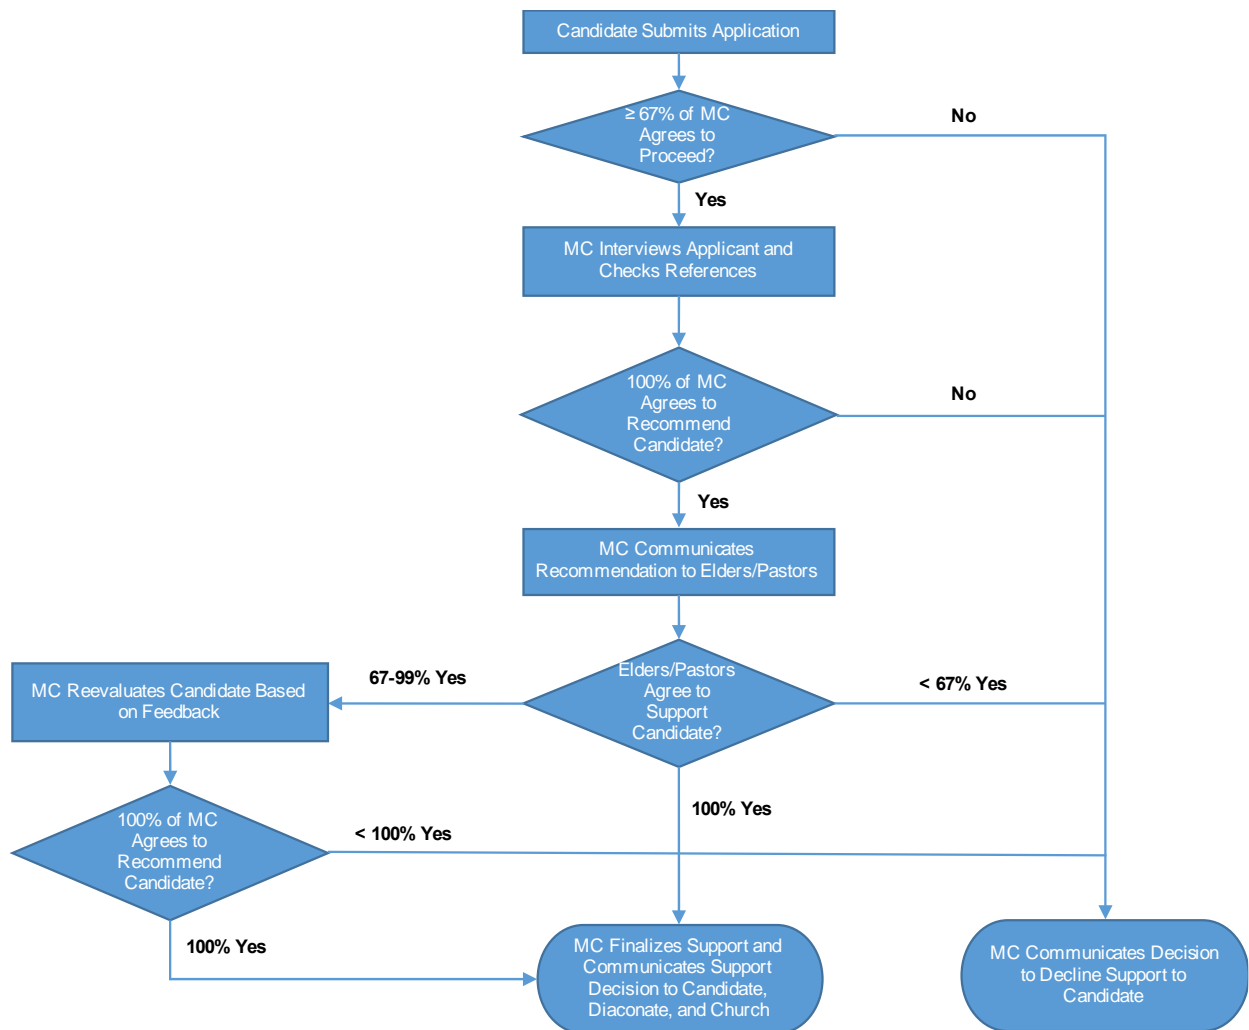 Candidate Submits Application
≥ 67% of MC
Agrees to
Proceed?
No
Yes
MC Interviews Applicant and
Checks References
100% of MC
Agrees to
Recommend
Candidate?
No
Yes
MC Communicates
Recommendation to Elders/Pastors
Elders/Pastors
Agree to
Support
Candidate?
67-99% Yes
< 67% Yes
MC Reevaluates Candidate Based
on Feedback
100% Yes
100% of MC
Agrees to
Recommend
Candidate?
< 100% Yes
100% Yes
MC Finalizes Support and
Communicates Support
Decision to Candidate,
Diaconate, and Church
MC Communicates Decision
to Decline Support to
Candidate